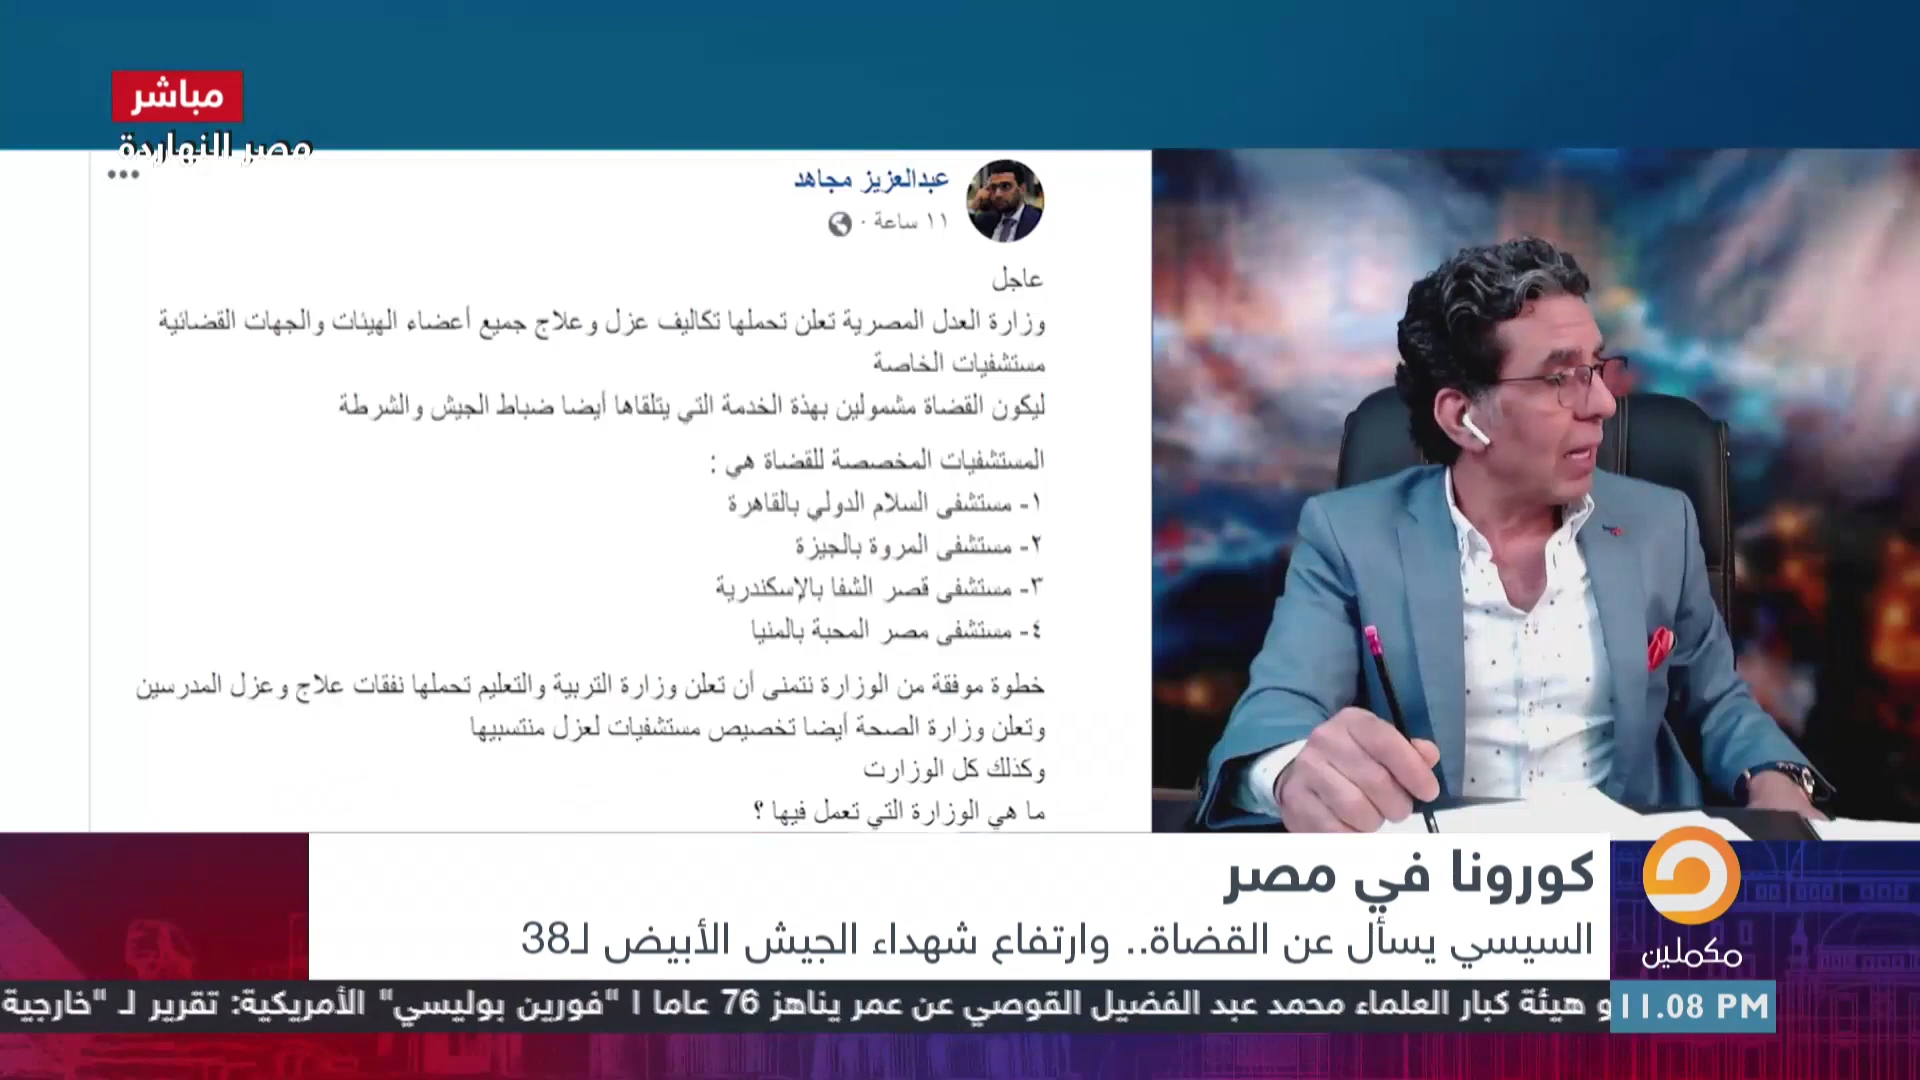 مباشر
مصر النهاردة
عبدالعزيز مجاهد
١١ ساعة ·
عاجل
وزارة العدل المصرية تعلن تحملها تكاليف عزل وعلاج جميع أعضاء الهيئات والجهات القضائية
مستشفيات الخاصة
ليكون القضاة مشمولين بهذة الخدمة التي يتلقاها أيضا ضباط الجيش والشرطة
المستشفيات المخصصة للقضاة هي :
١- مستشفى السلام الدولي بالقاهرة
٢- مستشفى المروة بالجيزة
٣- مستشفى قصر الشفا بالإسكندرية
٤- مستشفى مصر المحبة بالمنيا
خطوة موفقة من الوزارة نتمنى أن تعلن وزارة التربية والتعليم تحملها نفقات علاج وعزل المدرسين
وتعلن وزارة الصحة أيضا تخصيص مستشفيات لعزل منتسبيها
وكذلك كل الوزارت
ما هي الوزارة التي تعمل فيها ؟
كورونا في مصر
السيسي يسأل عن القضاة.. وارتفاع شهداء الجيش الأبيض لـ38
مكملين
و هيئة كبار العلماء محمد عبد الفضيل القوصي عن عمر يناهز 76 عاما ا "فورين بوليسي" الأمريكية: تقرير لـ "خارجية
11.08 PM